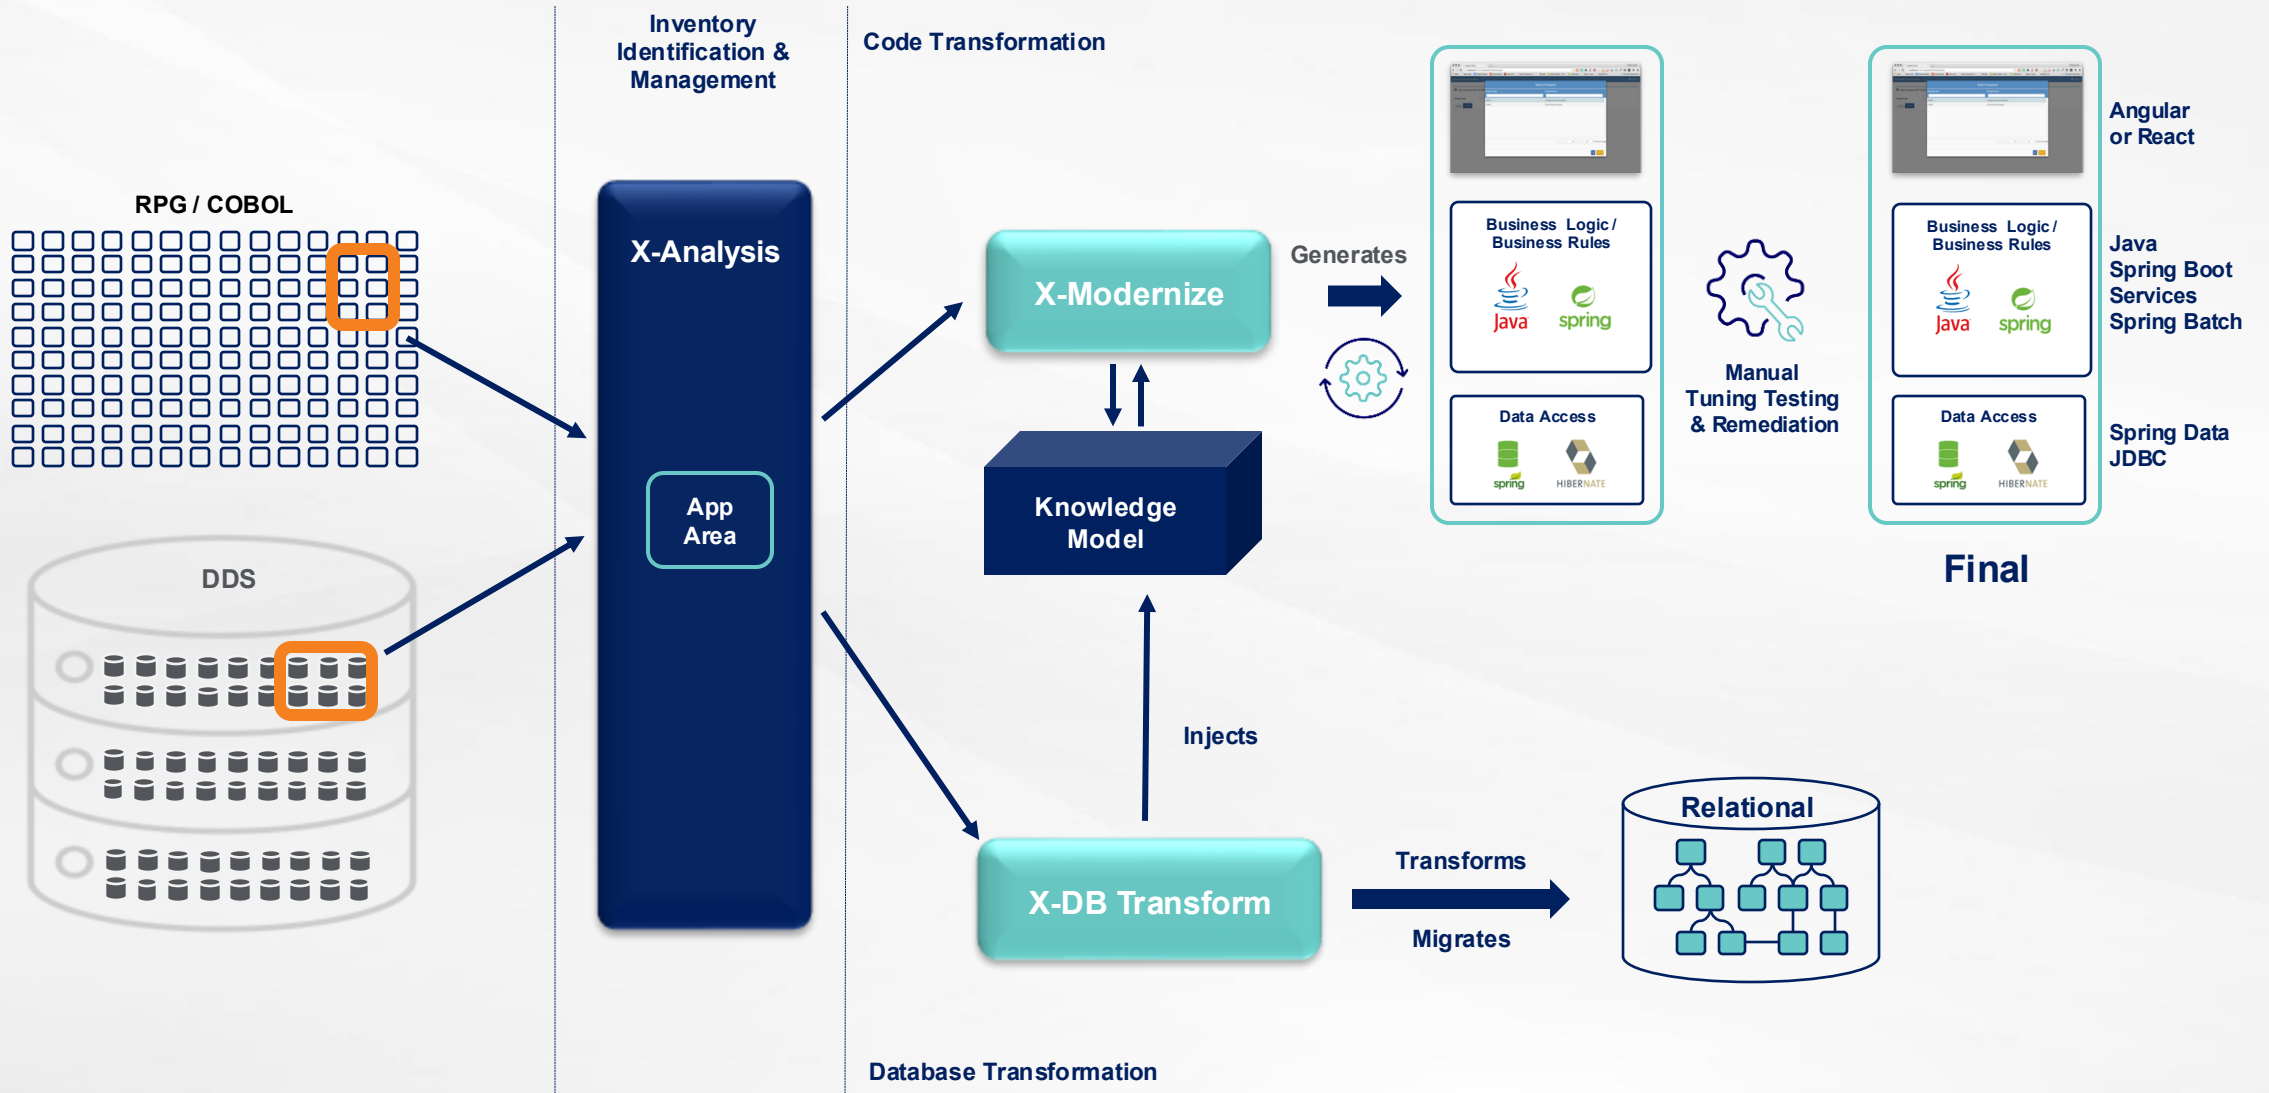 Inventory
Identification &
Management
Code Transformation
RPG / COBOL
X-Analysis
App
Area
DDS
X-Modernize
Generates
Knowledge
Model
Injects
X-DB Transform
Transforms
Migrates
Relational
Business Logic /
Business Rules
Java
spring
Data Access
spring
HIBERNATE
Manual
Tuning Testing
& Remediation
Business Logic /
Business Rules
Java
spring
Data Access
spring
HIBERNATE
Final
Angular
or React
Java
Spring Boot
Services
Spring Batch
Spring Data
JDBC
Database Transformation